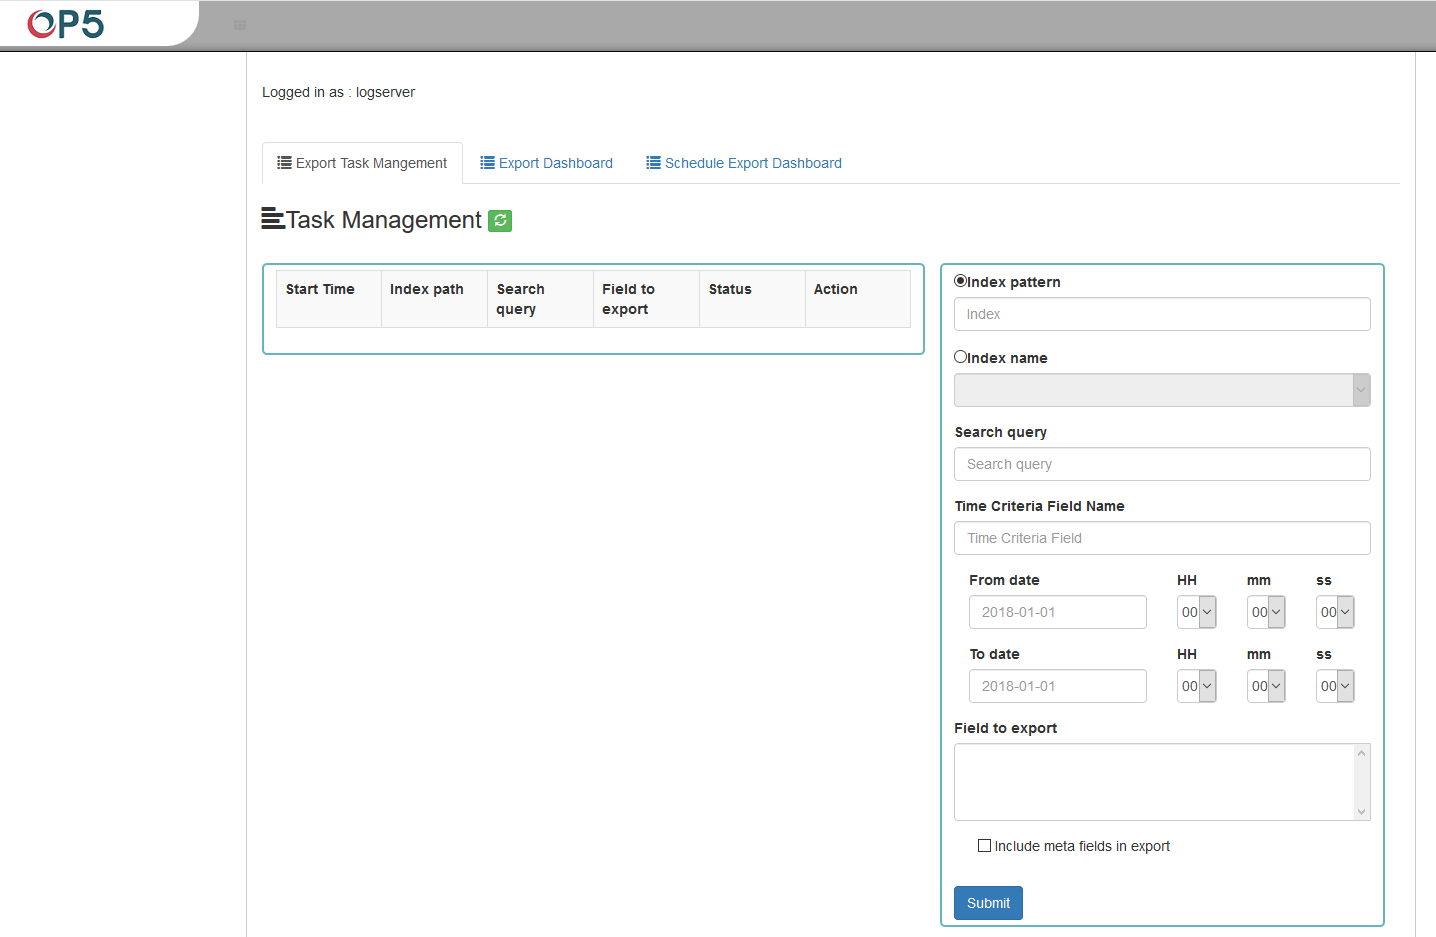 OP5
Logged in as : logserver
Export Task Mangement Export Dashboard Schedule Export Dashboard
Task Management
Start Time Index path Search query Field to export Status Action
Index pattern
Index
Index name
Search query
Search query
Time Criteria Field Name
Time Criteria Field
From date HH mm ss
2018-01-01 00 00 00
To date HH mm ss
2018-01-01 00 00 00
Field to export
Include meta fields in export
Submit